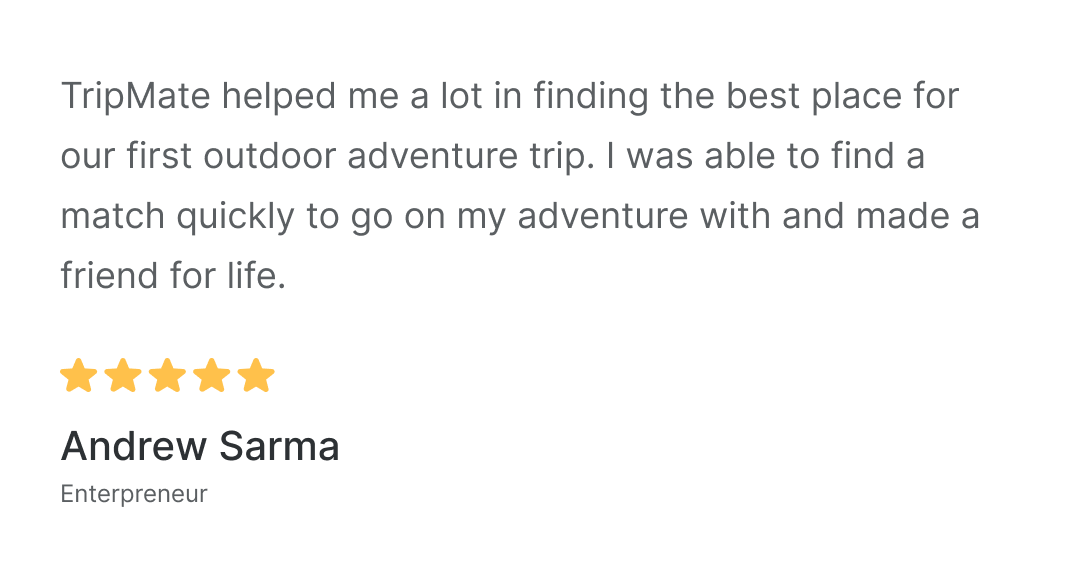 TripMate helped me a lot in finding the best place for
our first outdoor adventure trip. I was able to find a
match quickly to go on my adventure with and made a
friend for life.
Andrew Sarma
Enterpreneur